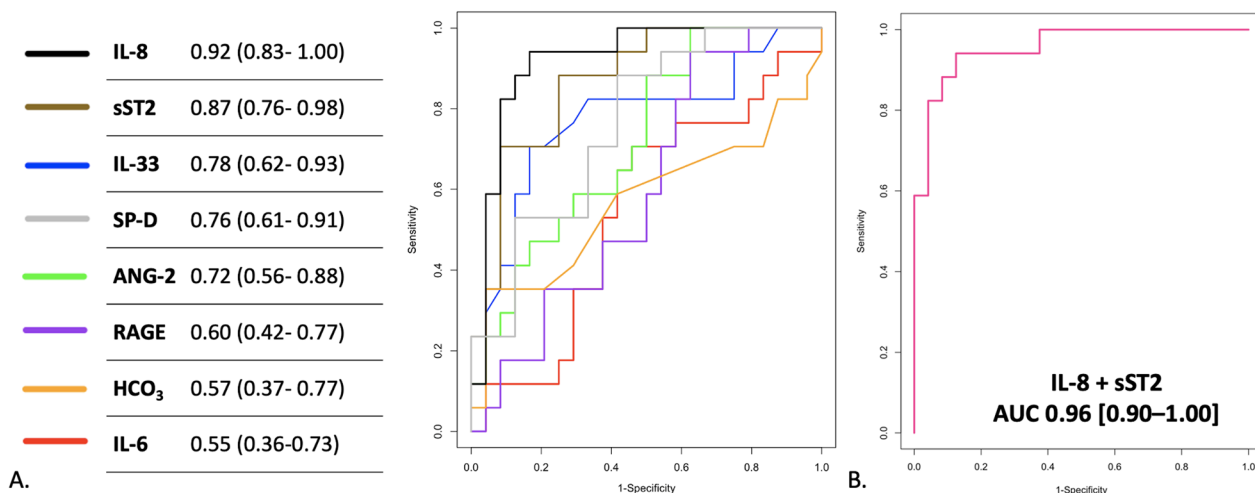 IL-8 0.92 (0.83- 1.00)
sST2 0.87 (0.76- 0.98)
IL-33 0.78 (0.62- 0.93)
SP-D 0.76 (0.61- 0.91)
ANG-2 0.72 (0.56- 0.88)
RAGE 0.60 (0.42- 0.77)
HCO₃ 0.57 (0.37- 0.77)
IL-6 0.55 (0.36-0.73)
A.
Sensitivity
1.0
0.8
0.6
0.4
0.2
0.0
0.0 0.2 0.4 0.6 0.8 1.0
1-Specificity
B.
Sensitivity
1.0
0.8
0.6
0.4
0.2
0.0
IL-8 + sST2
AUC 0.96 [0.90–1.00]
0.0 0.2 0.4 0.6 0.8 1.0
1-Specificity